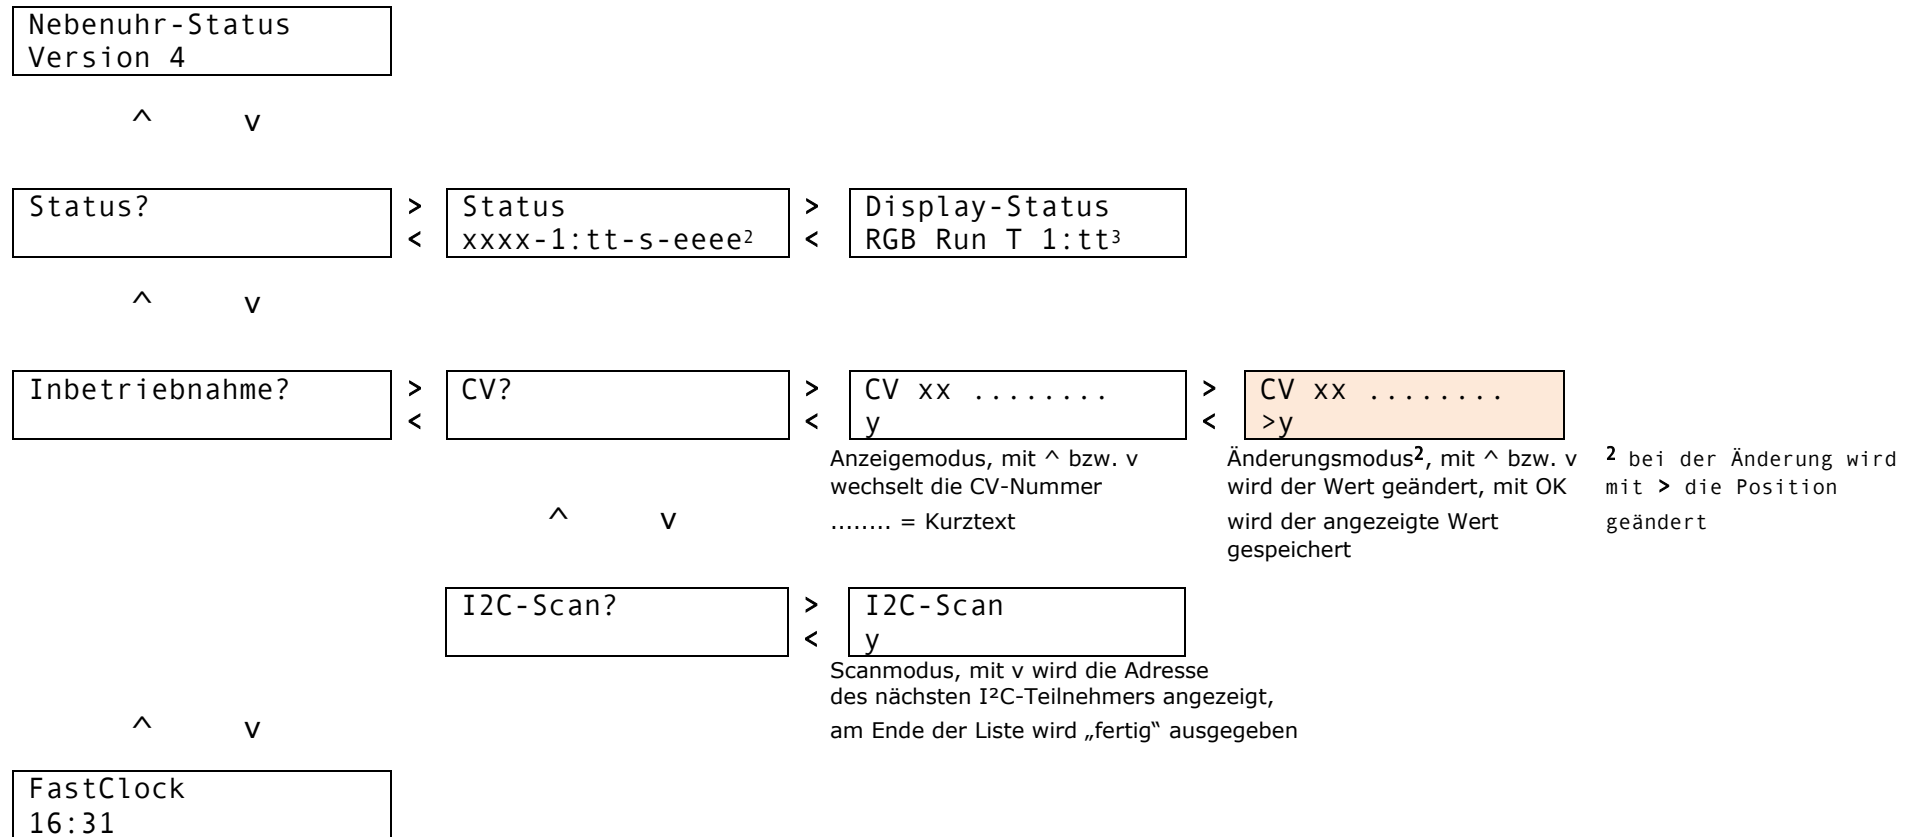 Nebenuhr-Status
Version 4
^ v
Status? > Status > Display-Status
< xxxx-1:tt-s-eeee² < RGB Run T 1:tt³
^ v
Inbetriebnahme? > CV? > CV xx ........ > CV xx ........
< < y < >y
Anzeigemodus, mit ^ bzw. v
wechselt die CV-Nummer
........ = Kurztext
Änderungsmodus², mit ^ bzw. v
wird der Wert geändert, mit OK
wird der angezeigte Wert
gespeichert
² bei der Änderung wird
mit > die Position
geändert
^ v
I2C-Scan? > I2C-Scan
< y
Scanmodus, mit v wird die Adresse
des nächsten I²C-Teilnehmers angezeigt,
am Ende der Liste wird „fertig“ ausgegeben
^ v
FastClock
16:31